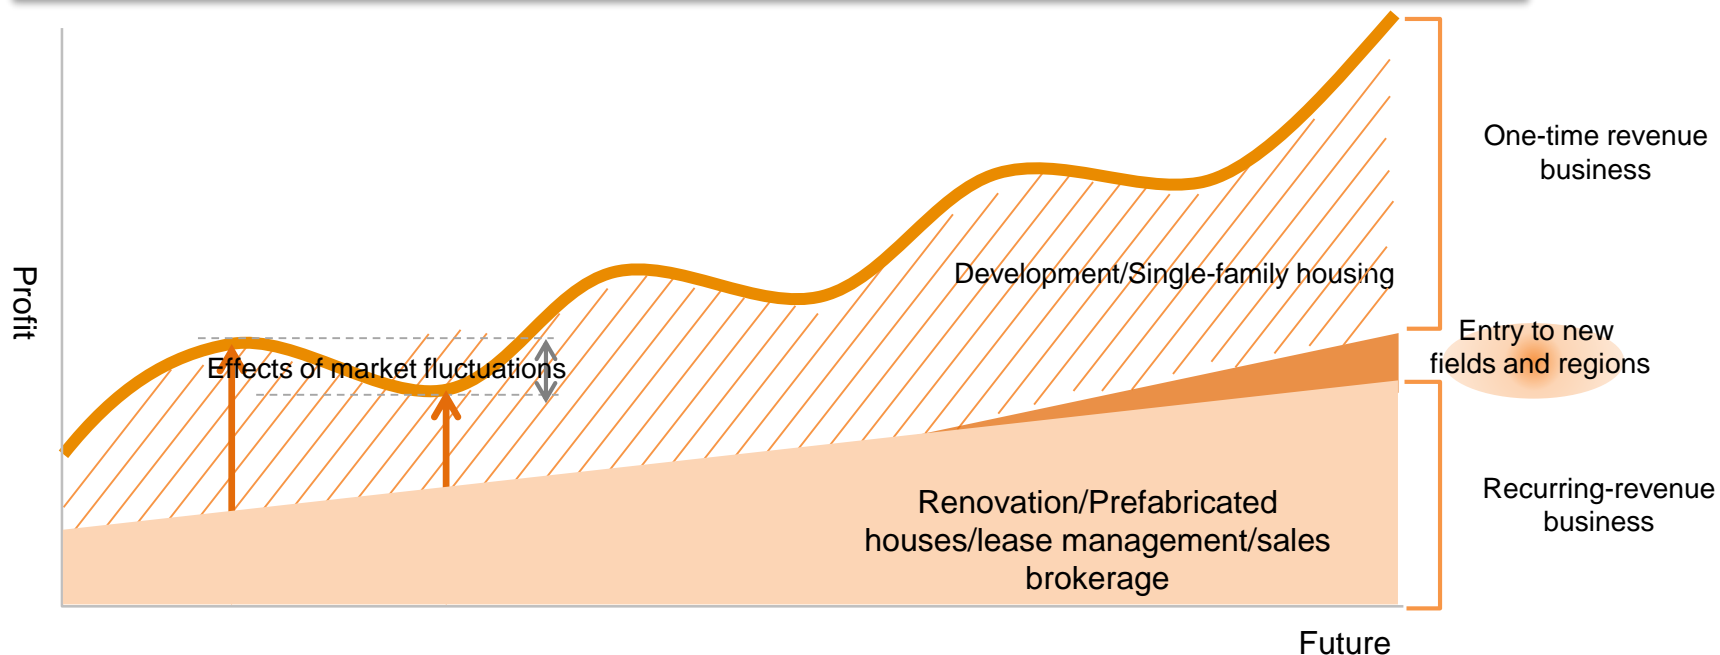 One-time revenue
business
Profit
Development/Single-family housing
Entry to new
fields and regions
Effects of market fluctuations
Renovation/Prefabricated
houses/lease management/sales
brokerage
Recurring-revenue
business
Future